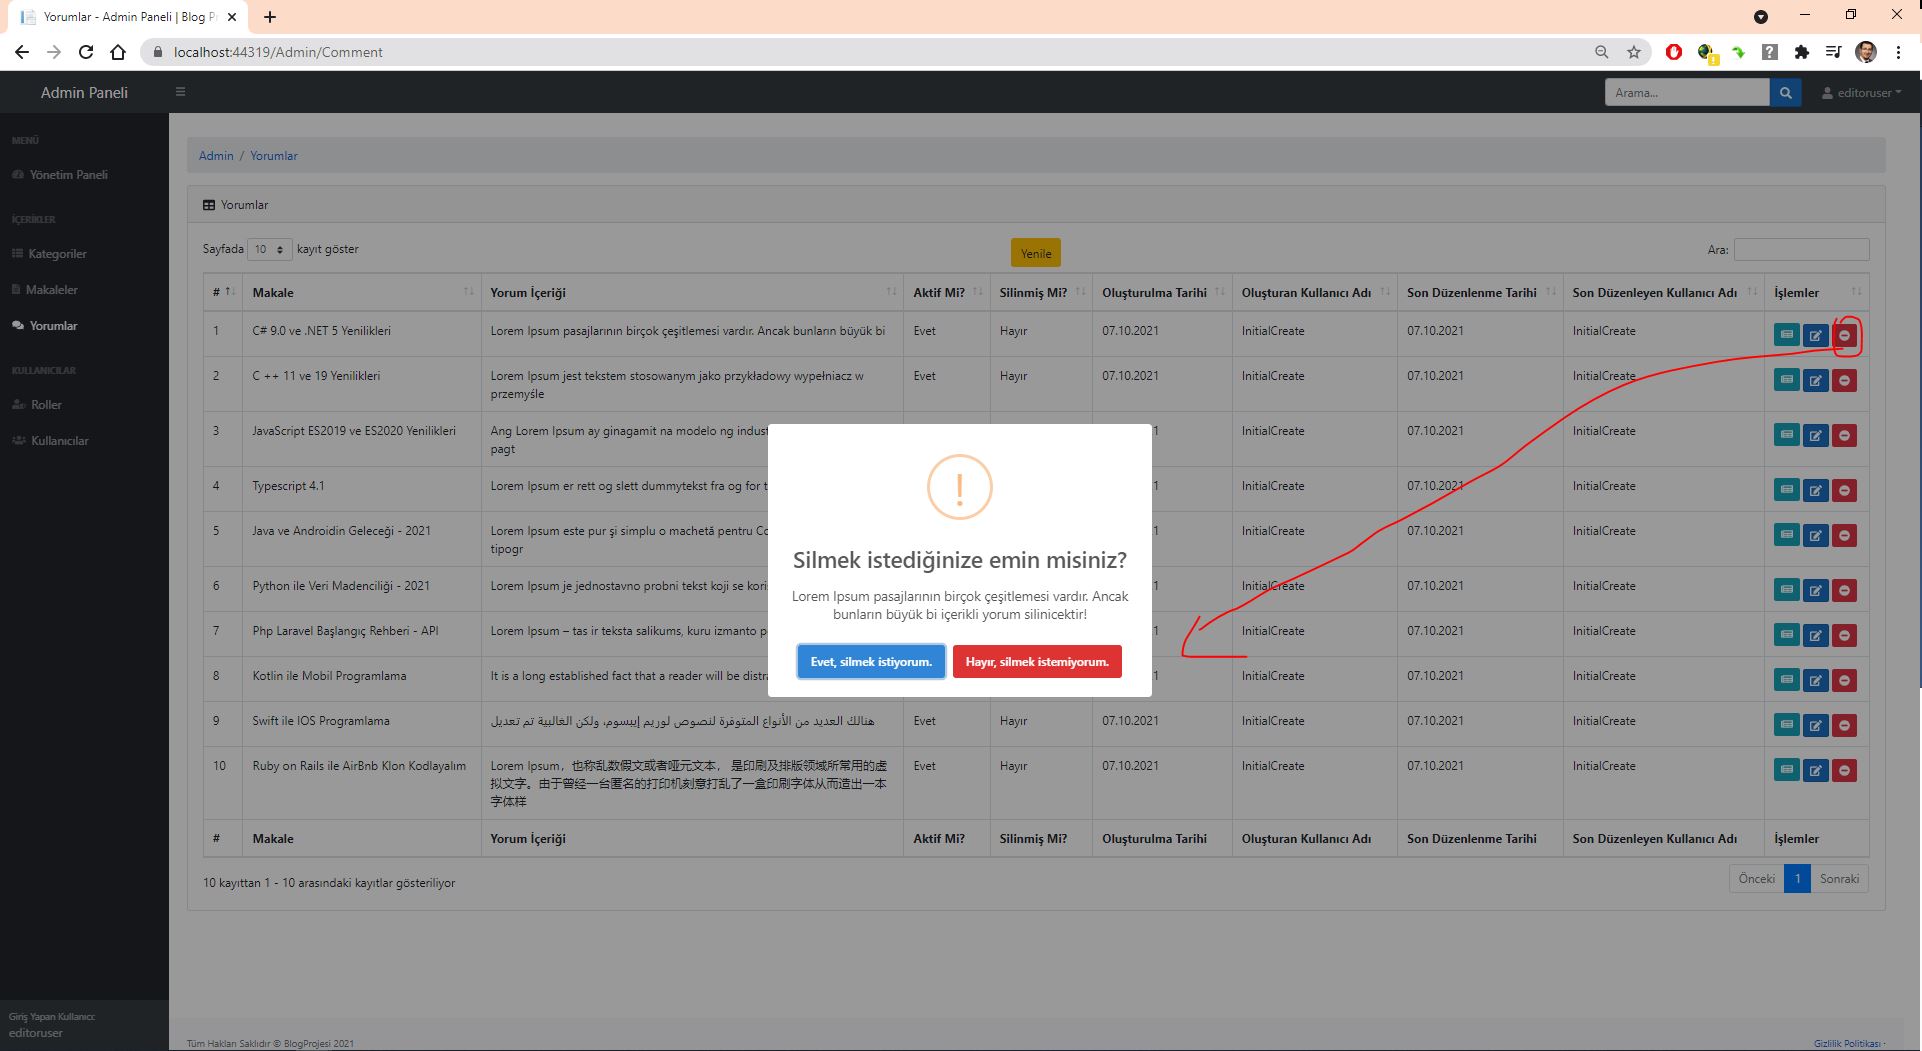 Yorumlar - Admin Paneli | Blog P
localhost:44319/Admin/Comment
Admin Paneli
Arama...
editoruser
MENÜ
Yönetim Paneli
İÇERİKLER
Kategoriler
Makaleler
Yorumlar
KULLANICILAR
Roller
Kullanıcılar
Giriş Yapan Kullanıcı:
editoruser
Admin / Yorumlar
Yorumlar
Sayfada 10 kayıt göster
Yenile
Ara:
# Makale Yorum İçeriği Aktif Mi? Silinmiş Mi? Oluşturulma Tarihi Oluşturan Kullanıcı Adı Son Düzenlenme Tarihi Son Düzenleyen Kullanıcı Adı İşlemler
1 C# 9.0 ve .NET 5 Yenilikleri Lorem Ipsum pasajlarının birçok çeşitlemesi vardır. Ancak bunların büyük bi Evet Hayır 07.10.2021 InitialCreate 07.10.2021 InitialCreate
2 C ++ 11 ve 19 Yenilikleri Lorem Ipsum jest tekstem stosowanym jako przykładowy wypełniacz w Evet Hayır 07.10.2021 InitialCreate 07.10.2021 InitialCreate
przemyśle
3 JavaScript ES2019 ve ES2020 Yenilikleri Ang Lorem Ipsum ay ginagamit na modelo ng indust 1 InitialCreate 07.10.2021 InitialCreate
pagt
4 Typescript 4.1 Lorem Ipsum er rett og slett dummytekst fra og for t 1 InitialCreate 07.10.2021 InitialCreate
5 Java ve Androidin Geleceği - 2021 Lorem Ipsum este pur şi simplu o machetă pentru Co 1 InitialCreate 07.10.2021 InitialCreate
tipogr
6 Python ile Veri Madenciliği - 2021 Lorem Ipsum je jednostavno probni tekst koji se koris 1 InitialCreate 07.10.2021 InitialCreate
7 Php Laravel Başlangıç Rehberi - API Lorem Ipsum – tas ir teksta salikums, kuru izmanto p 1 InitialCreate 07.10.2021 InitialCreate
8 Kotlin ile Mobil Programlama It is a long established fact that a reader will be distra 1 InitialCreate 07.10.2021 InitialCreate
9 Swift ile IOS Programlama هنالك العديد من الأنواع المتوفرة لنصوص لوريم إيبسوم، ولكن الغالبية تم تعديل Evet Hayır 07.10.2021 InitialCreate 07.10.2021 InitialCreate
10 Ruby on Rails ile AirBnb Klon Kodlayalım Lorem Ipsum，也称乱数假文或者哑元文本， 是印刷及排版领域所常用的虚 Evet Hayır 07.10.2021 InitialCreate 07.10.2021 InitialCreate
拟文字。由于曾经一台匿名的打印机刻意打乱了一盒印刷字体从而造出一本
字体样
# Makale Yorum İçeriği Aktif Mi? Silinmiş Mi? Oluşturulma Tarihi Oluşturan Kullanıcı Adı Son Düzenlenme Tarihi Son Düzenleyen Kullanıcı Adı İşlemler
10 kayıttan 1 - 10 arasındaki kayıtlar gösteriliyor
Önceki 1 Sonraki
Silmek istediğinize emin misiniz?
Lorem Ipsum pasajlarının birçok çeşitlemesi vardır. Ancak
bunların büyük bi içerikli yorum silinicektir!
Evet, silmek istiyorum.
Hayır, silmek istemiyorum.
Tüm Hakları Saklıdır © BlogProjesi 2021
Gizlilik Politikası ·